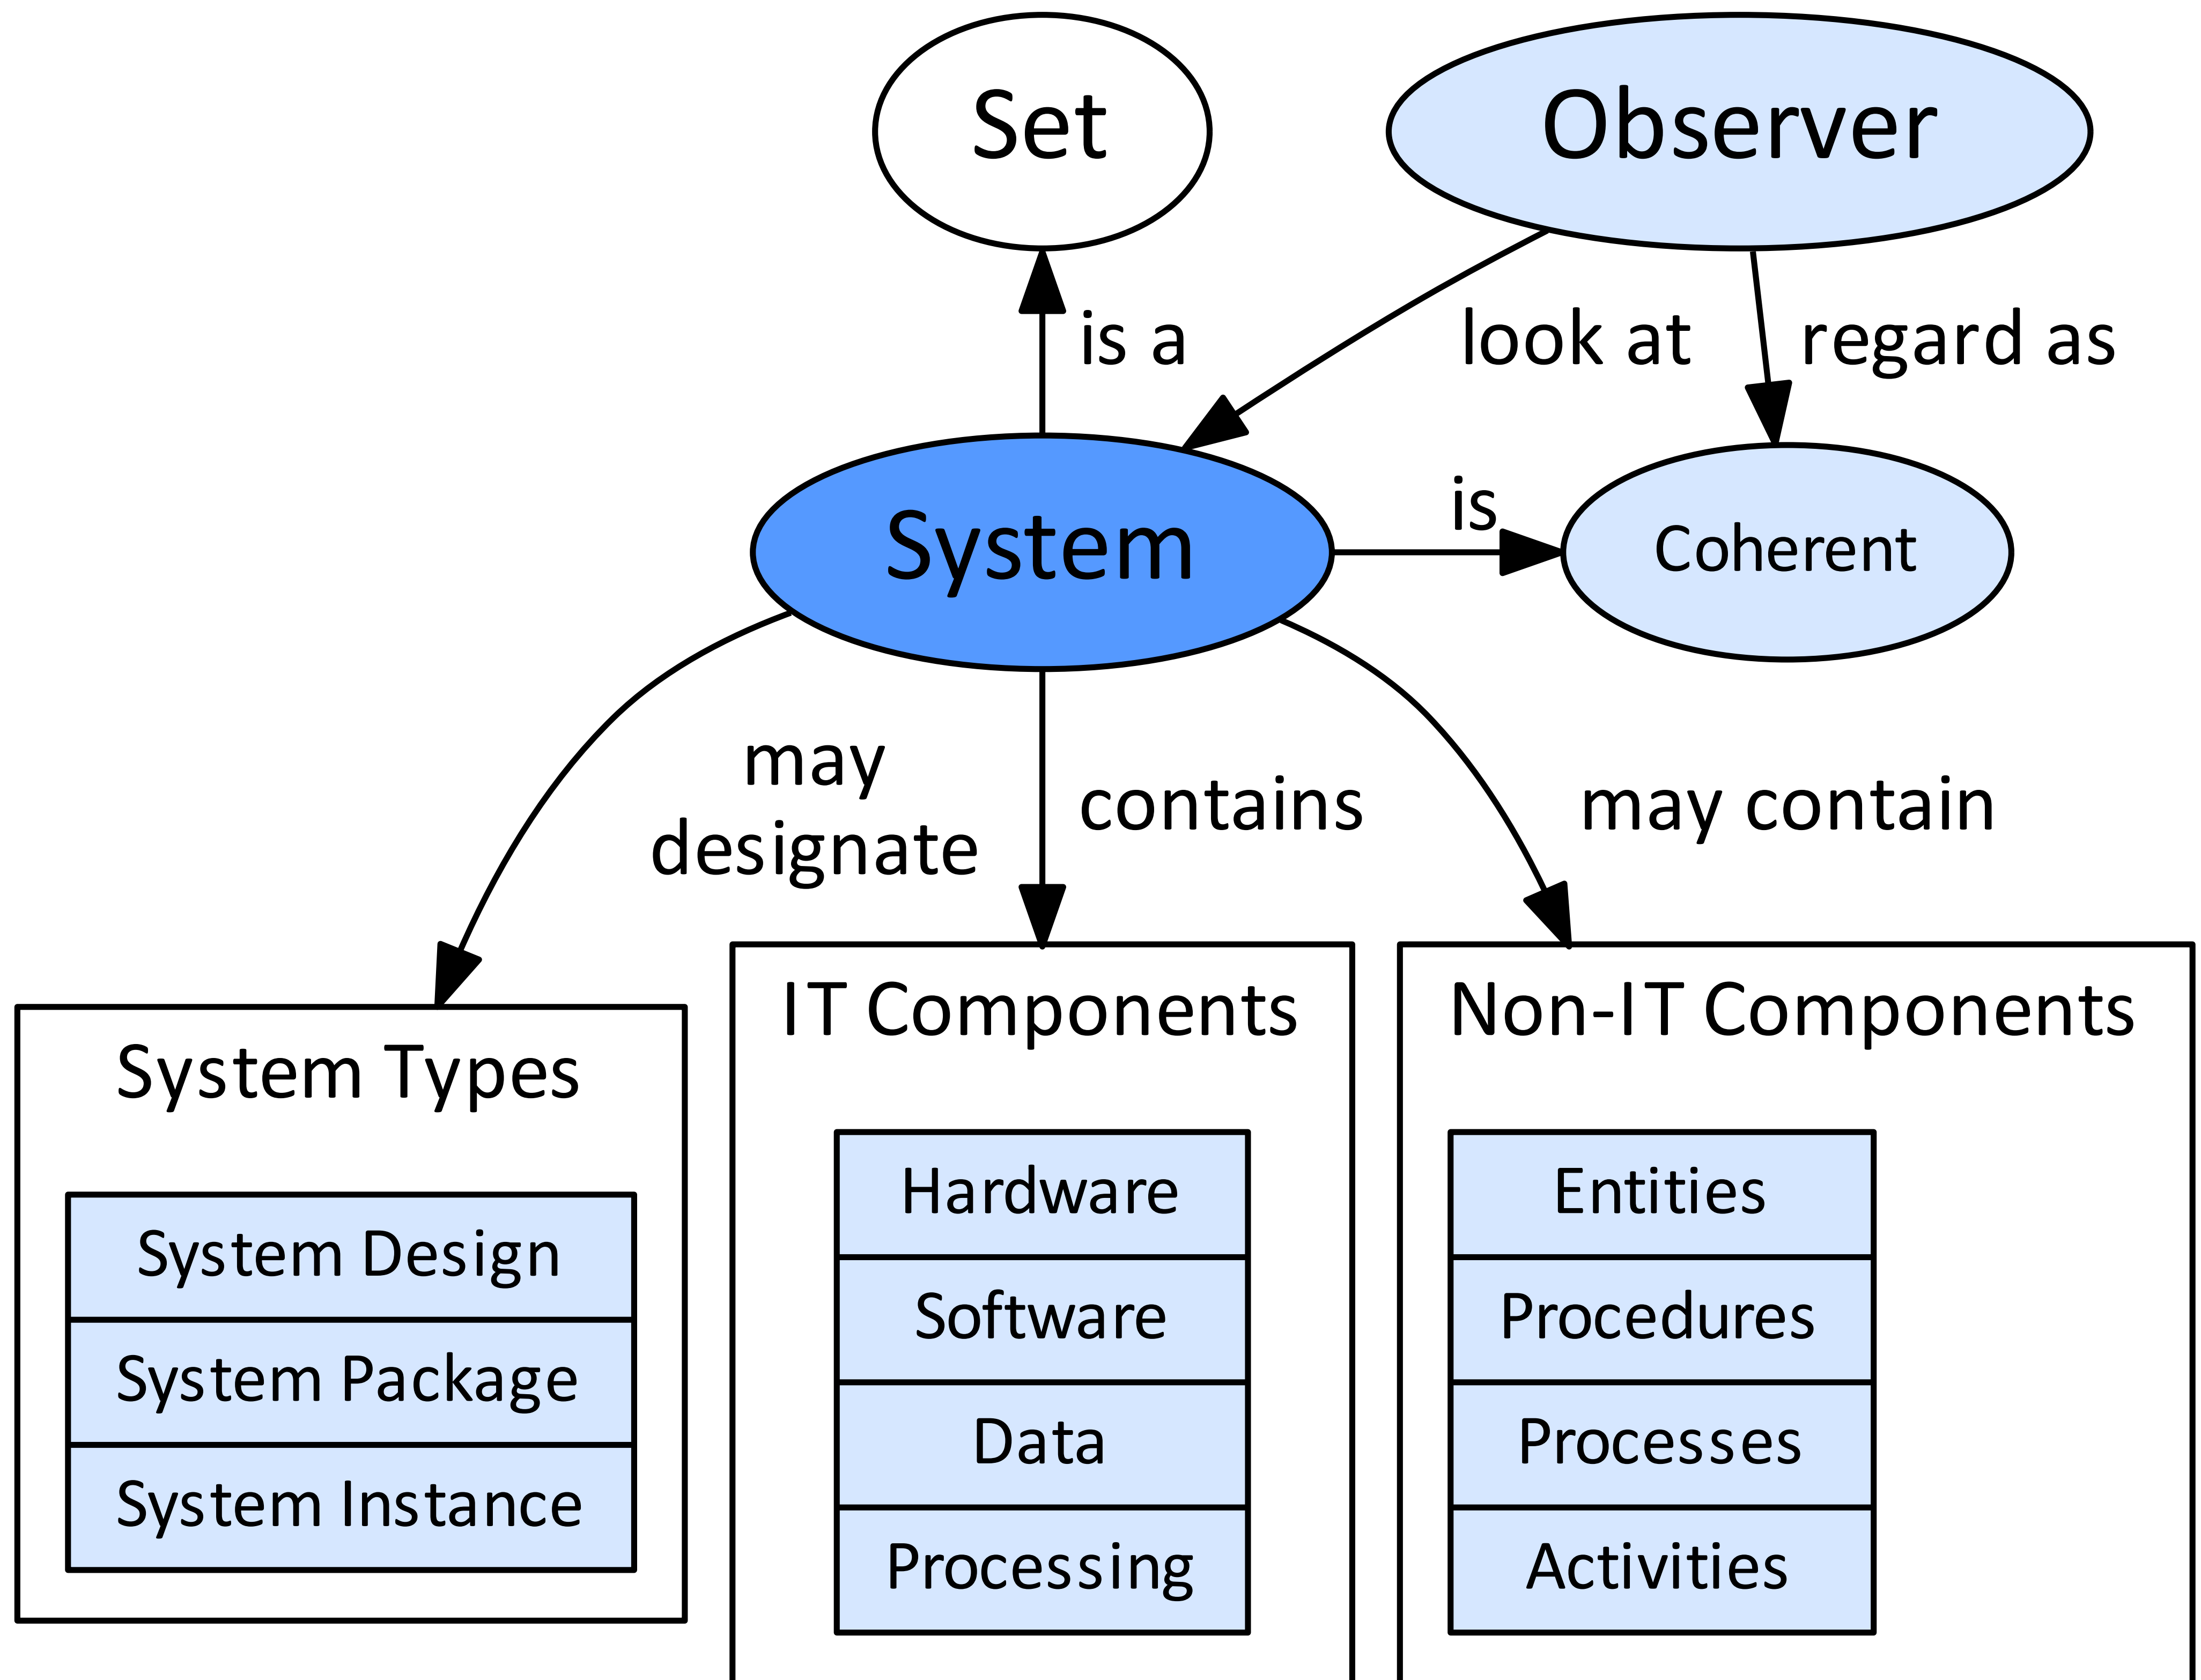 Set
Observer
is a
look at
regard as
System
is
Coherent
may
designate
contains
may contain
System Types
System Design
System Package
System Instance
IT Components
Hardware
Software
Data
Processing
Non-IT Components
Entities
Procedures
Processes
Activities